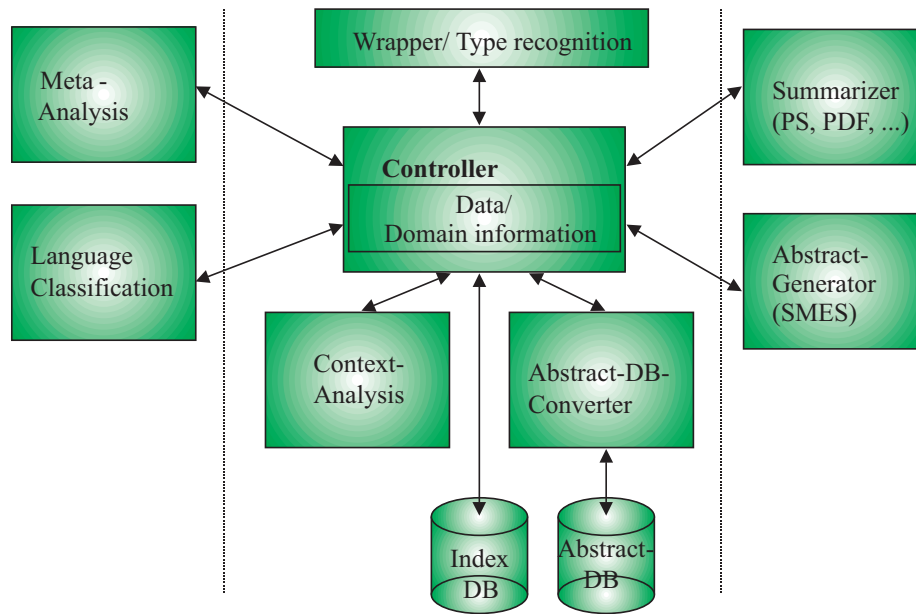 Wrapper/ Type recognition
Meta -
Analysis
Summarizer
(PS, PDF, ...)
Controller
Data/
Domain information
Language
Classification
Abstract-
Generator
(SMES)
Context-
Analysis
Abstract-DB-
Converter
Index
DB
Abstract-
DB